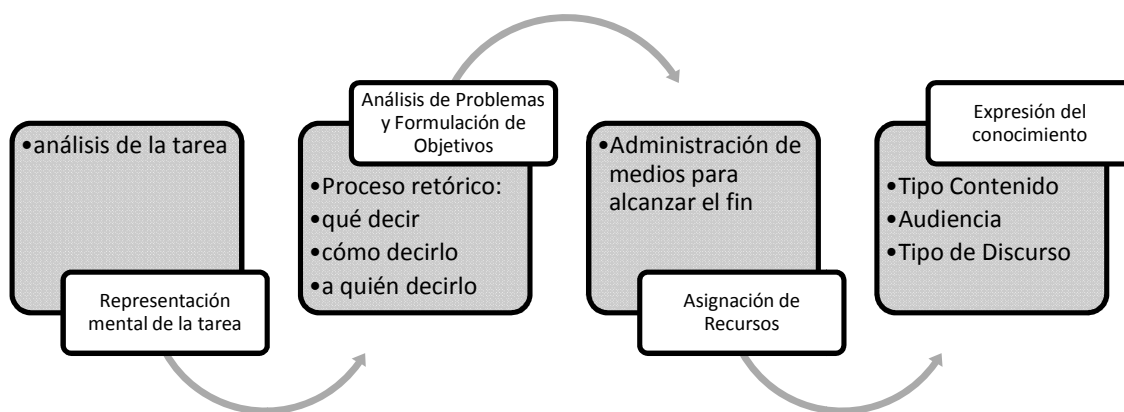 •análisis de la tarea
Representación
mental de la tarea
Análisis de Problemas
y Formulación de
Objetivos
•Proceso retórico:
•qué decir
•cómo decirlo
•a quién decirlo
•Administración de
medios para
alcanzar el fin
Asignación de
Recursos
Expresión del
conocimiento
•Tipo Contenido
•Audiencia
•Tipo de Discurso